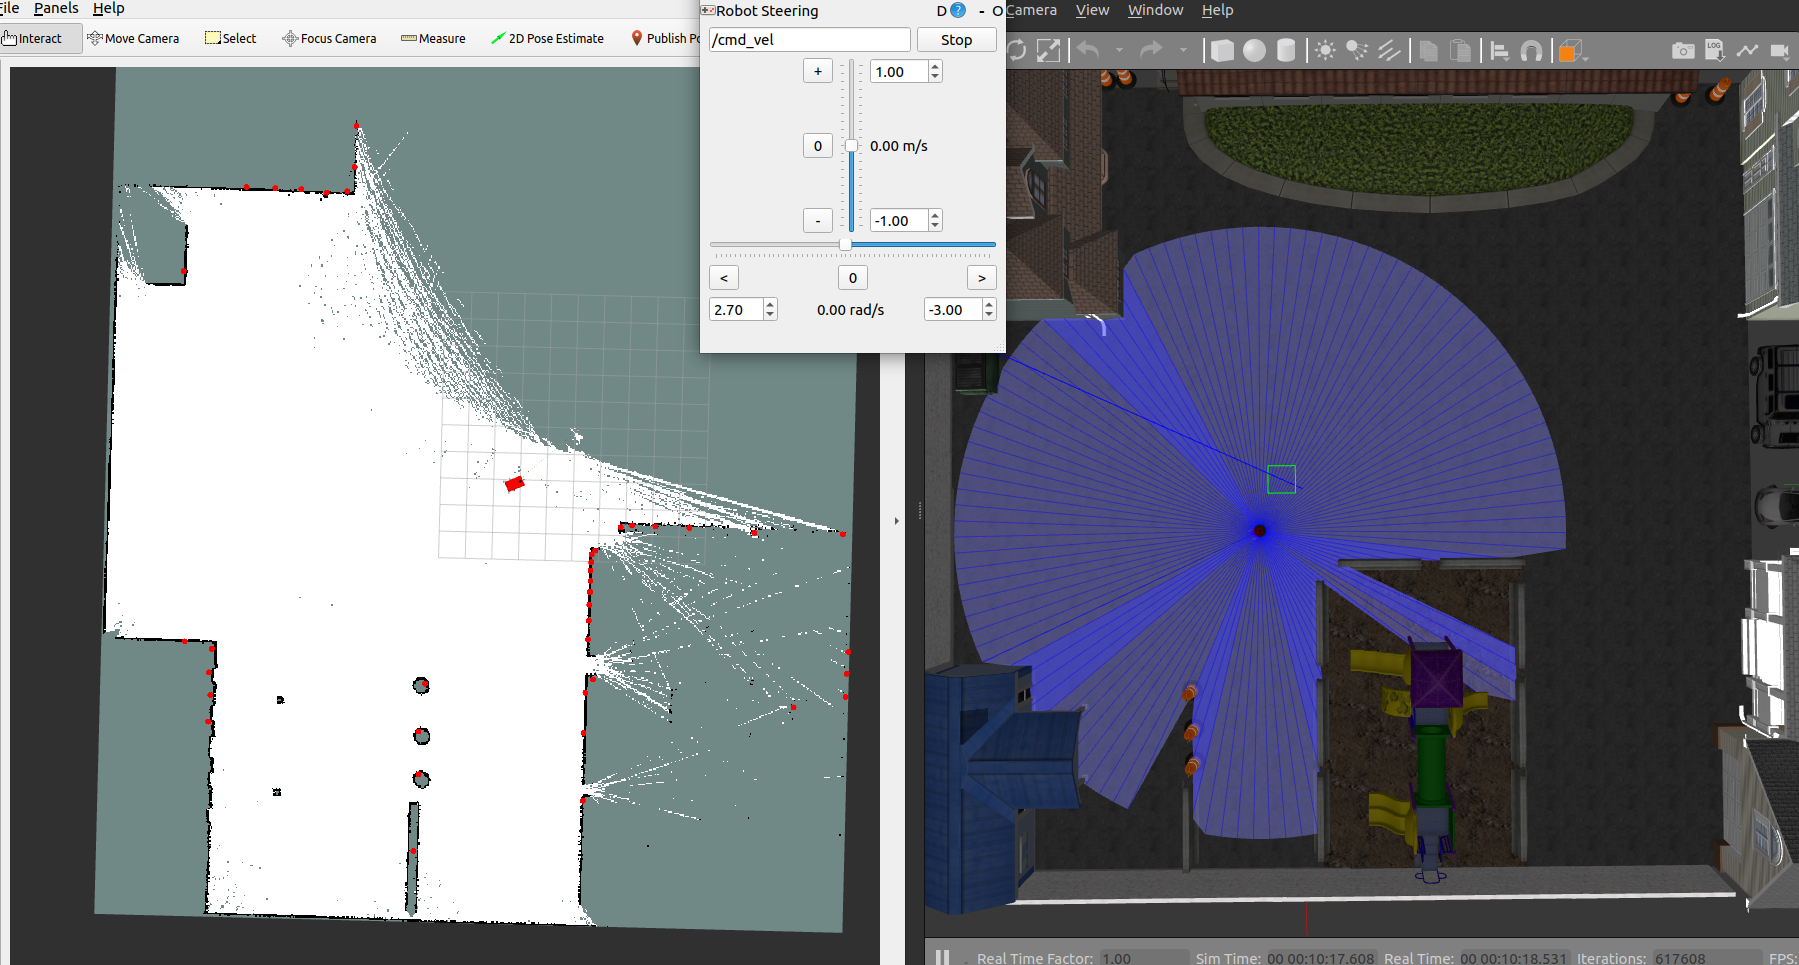 File Panels Help
Interact Move Camera Select Focus Camera Measure 2D Pose Estimate Publish Po
Robot Steering D ? - O
/cmd_vel Stop
+ 1.00
0 0.00 m/s
- -1.00
< 0 >
2.70 0.00 rad/s -3.00
Camera View Window Help
LOG
Real Time Factor: 1.00 Sim Time: 00 00:10:17.608 Real Time: 00 00:10:18.531 Iterations: 617608 FPS: